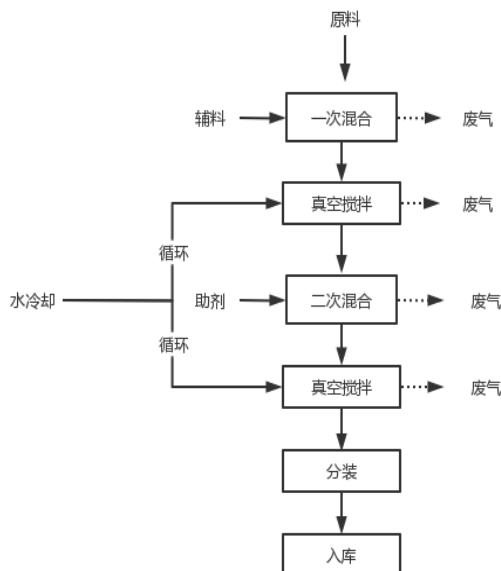 原料
辅料 一次混合 废气
真空搅拌 废气
循环
水冷却 助剂 二次混合 废气
循环
真空搅拌 废气
分装
入库